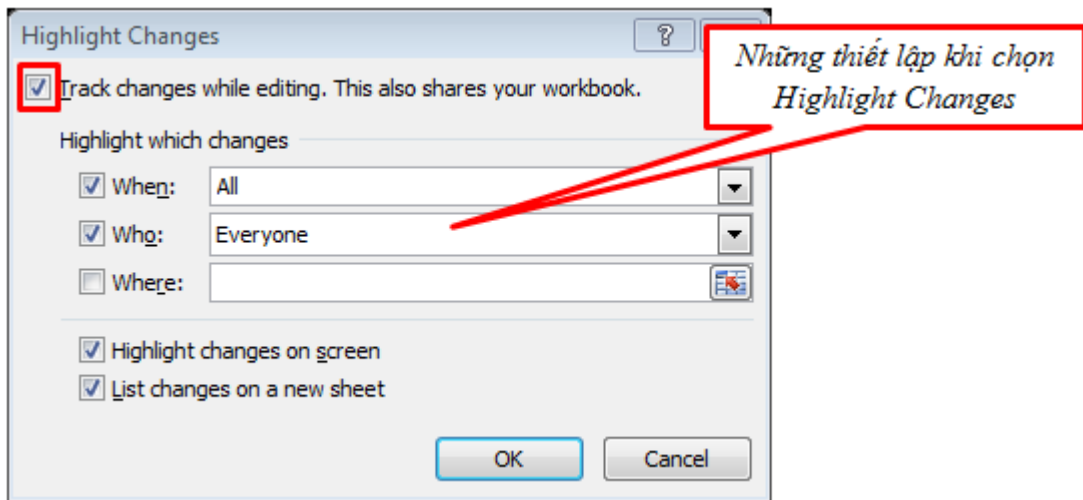 Highlight Changes
?
Những thiết lập khi chọn
Highlight Changes
Track changes while editing. This also shares your workbook.
Highlight which changes
When: All
Who: Everyone
Where:
Highlight changes on screen
List changes on a new sheet
OK Cancel